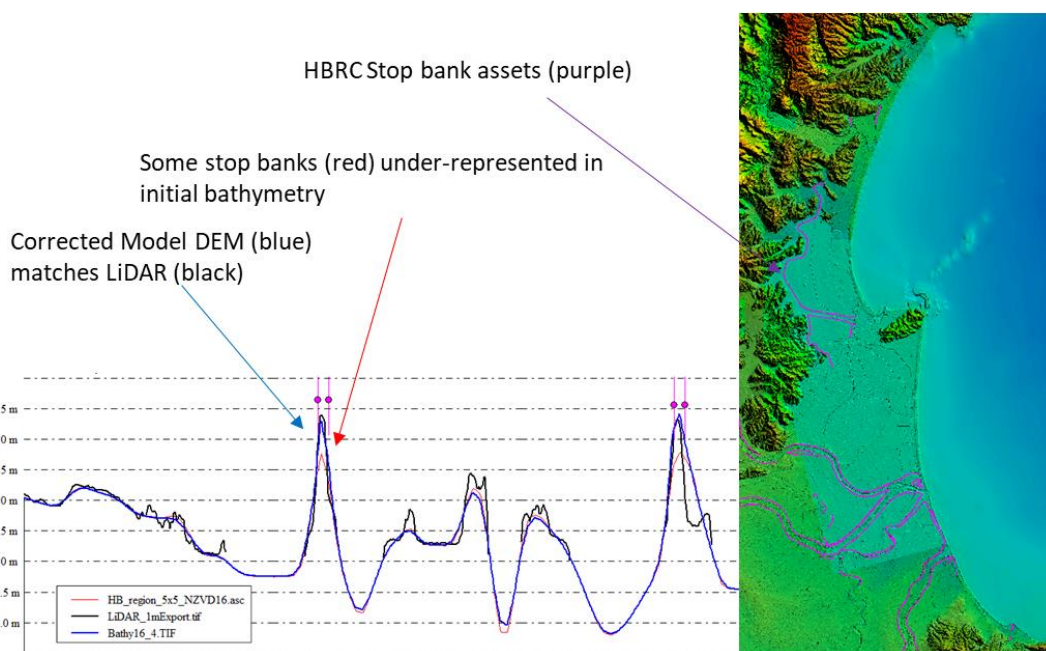 HBRC Stop bank assets (purple)
Some stop banks (red) under-represented in
initial bathymetry
Corrected Model DEM (blue)
matches LiDAR (black)
5 m
0 m
5 m
0 m
.5 m
0 m
.5 m
.0 m
HB_region_5x5_NZVD16.asc
LiDAR_1mExport.tif
Bathy16_4.TIF